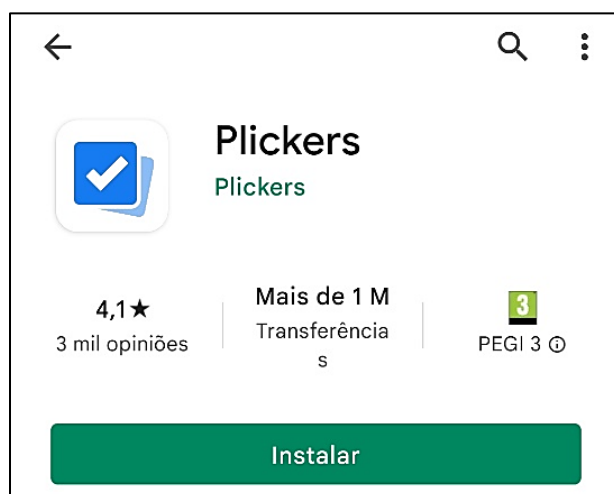 Plickers
Plickers
4,1★
3 mil opiniões
Mais de 1 M
Transferência
s
3
PEGI 3
Instalar